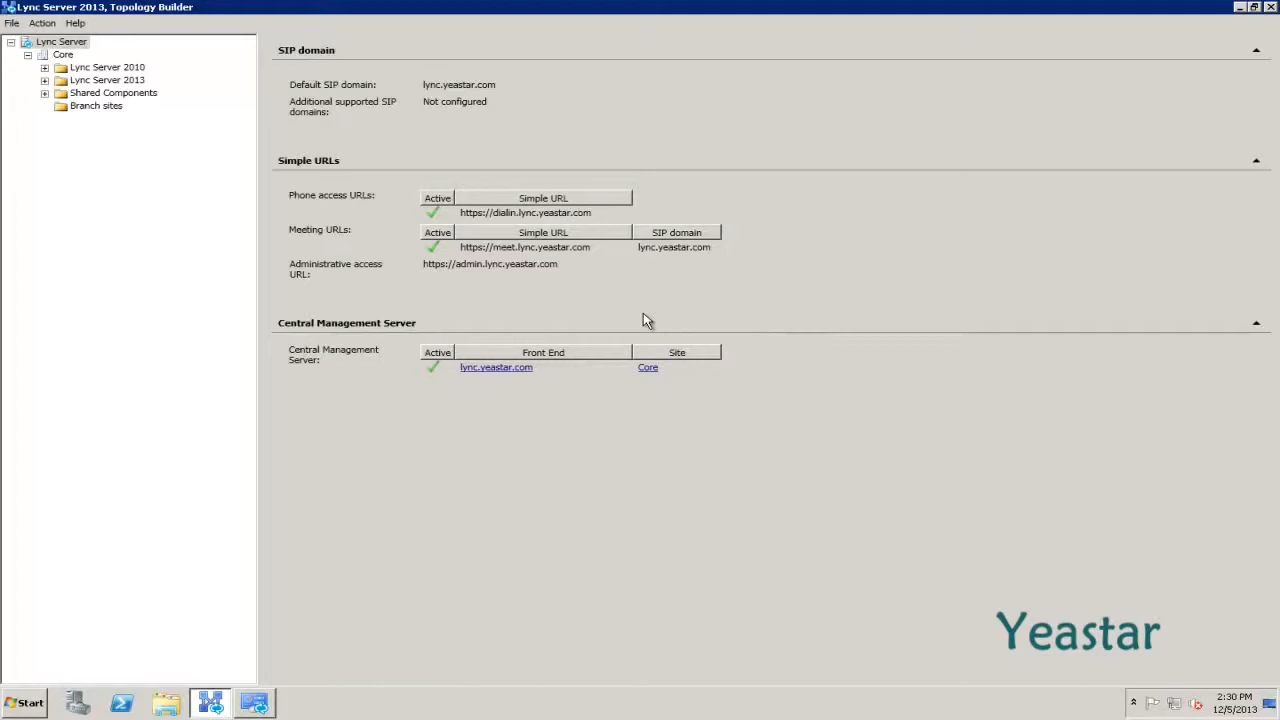 Lync Server 2013, Topology Builder
File Action Help
Lync Server
Core
Lync Server 2010
Lync Server 2013
Shared Components
Branch sites
SIP domain
Default SIP domain: lync.yeastar.com
Additional supported SIP Not configured
domains:
Simple URLs
Phone access URLs: Active Simple URL
https://dialin.lync.yeastar.com
Meeting URLs: Active Simple URL SIP domain
https://meet.lync.yeastar.com lync.yeastar.com
Administrative access https://admin.lync.yeastar.com
URL:
Central Management Server
Central Management Active Front End Site
Server: lync.yeastar.com Core
Yeastar
Start
2:30 PM
12/5/2013